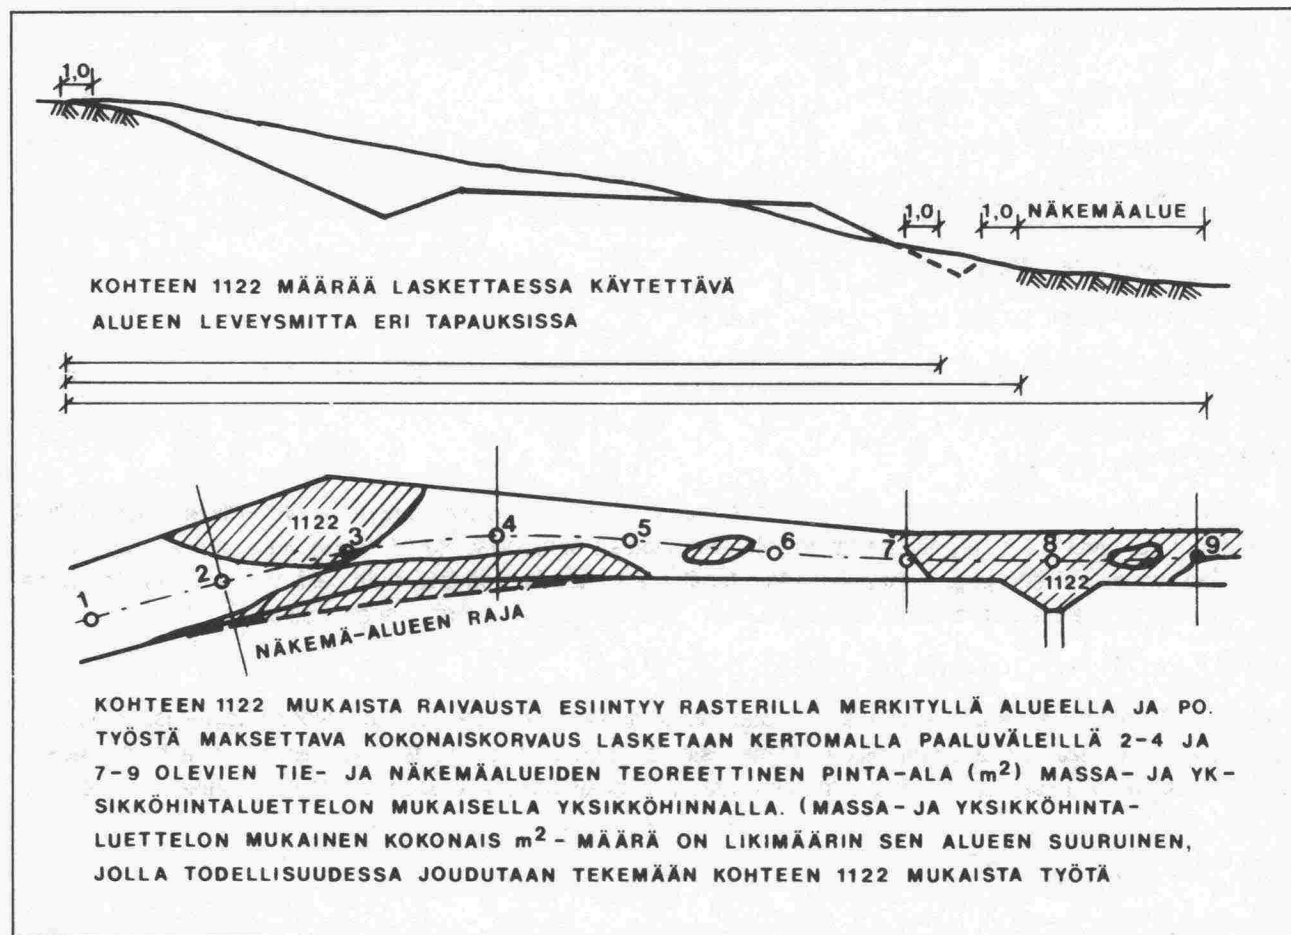 1,0
1,0
1,0
NÄKEMÄALUE
KOHTEEN 1122 MÄÄRÄÄ LASKETTAESSA KÄYTETTÄVÄ
ALUEEN LEVEYSMITTA ERI TAPAUKSISSA
1
2
1122
3
4
5
6
7
8
9
1122
NÄKEMÄ-ALUEEN RAJA
KOHTEEN 1122 MUKAISTA RAIVAUSTA ESIINTYY RASTERILLA MERKITYLLÄ ALUEELLA JA PO.
TYÖSTÄ MAKSETTAVA KOKONAISKORVAUS LASKETAAN KERTOMALLA PAALUVÄLEILLÄ 2-4 JA
7-9 OLEVIEN TIE- JA NÄKEMÄALUEIDEN TEOREETTINEN PINTA-ALA (m²) MASSA- JA YK-
SIKKÖHINTALUETTELON MUKAISELLA YKSIKKÖHINNALLA. (MASSA- JA YKSIKKÖHINTA-
LUETTELON MUKAINEN KOKONAIS m² - MÄÄRÄ ON LIKIMÄÄRIN SEN ALUEEN SUURUINEN,
JOLLA TODELLISUUDESSA JOUDUTAAN TEKEMÄÄN KOHTEEN 1122 MUKAISTA TYÖTÄ